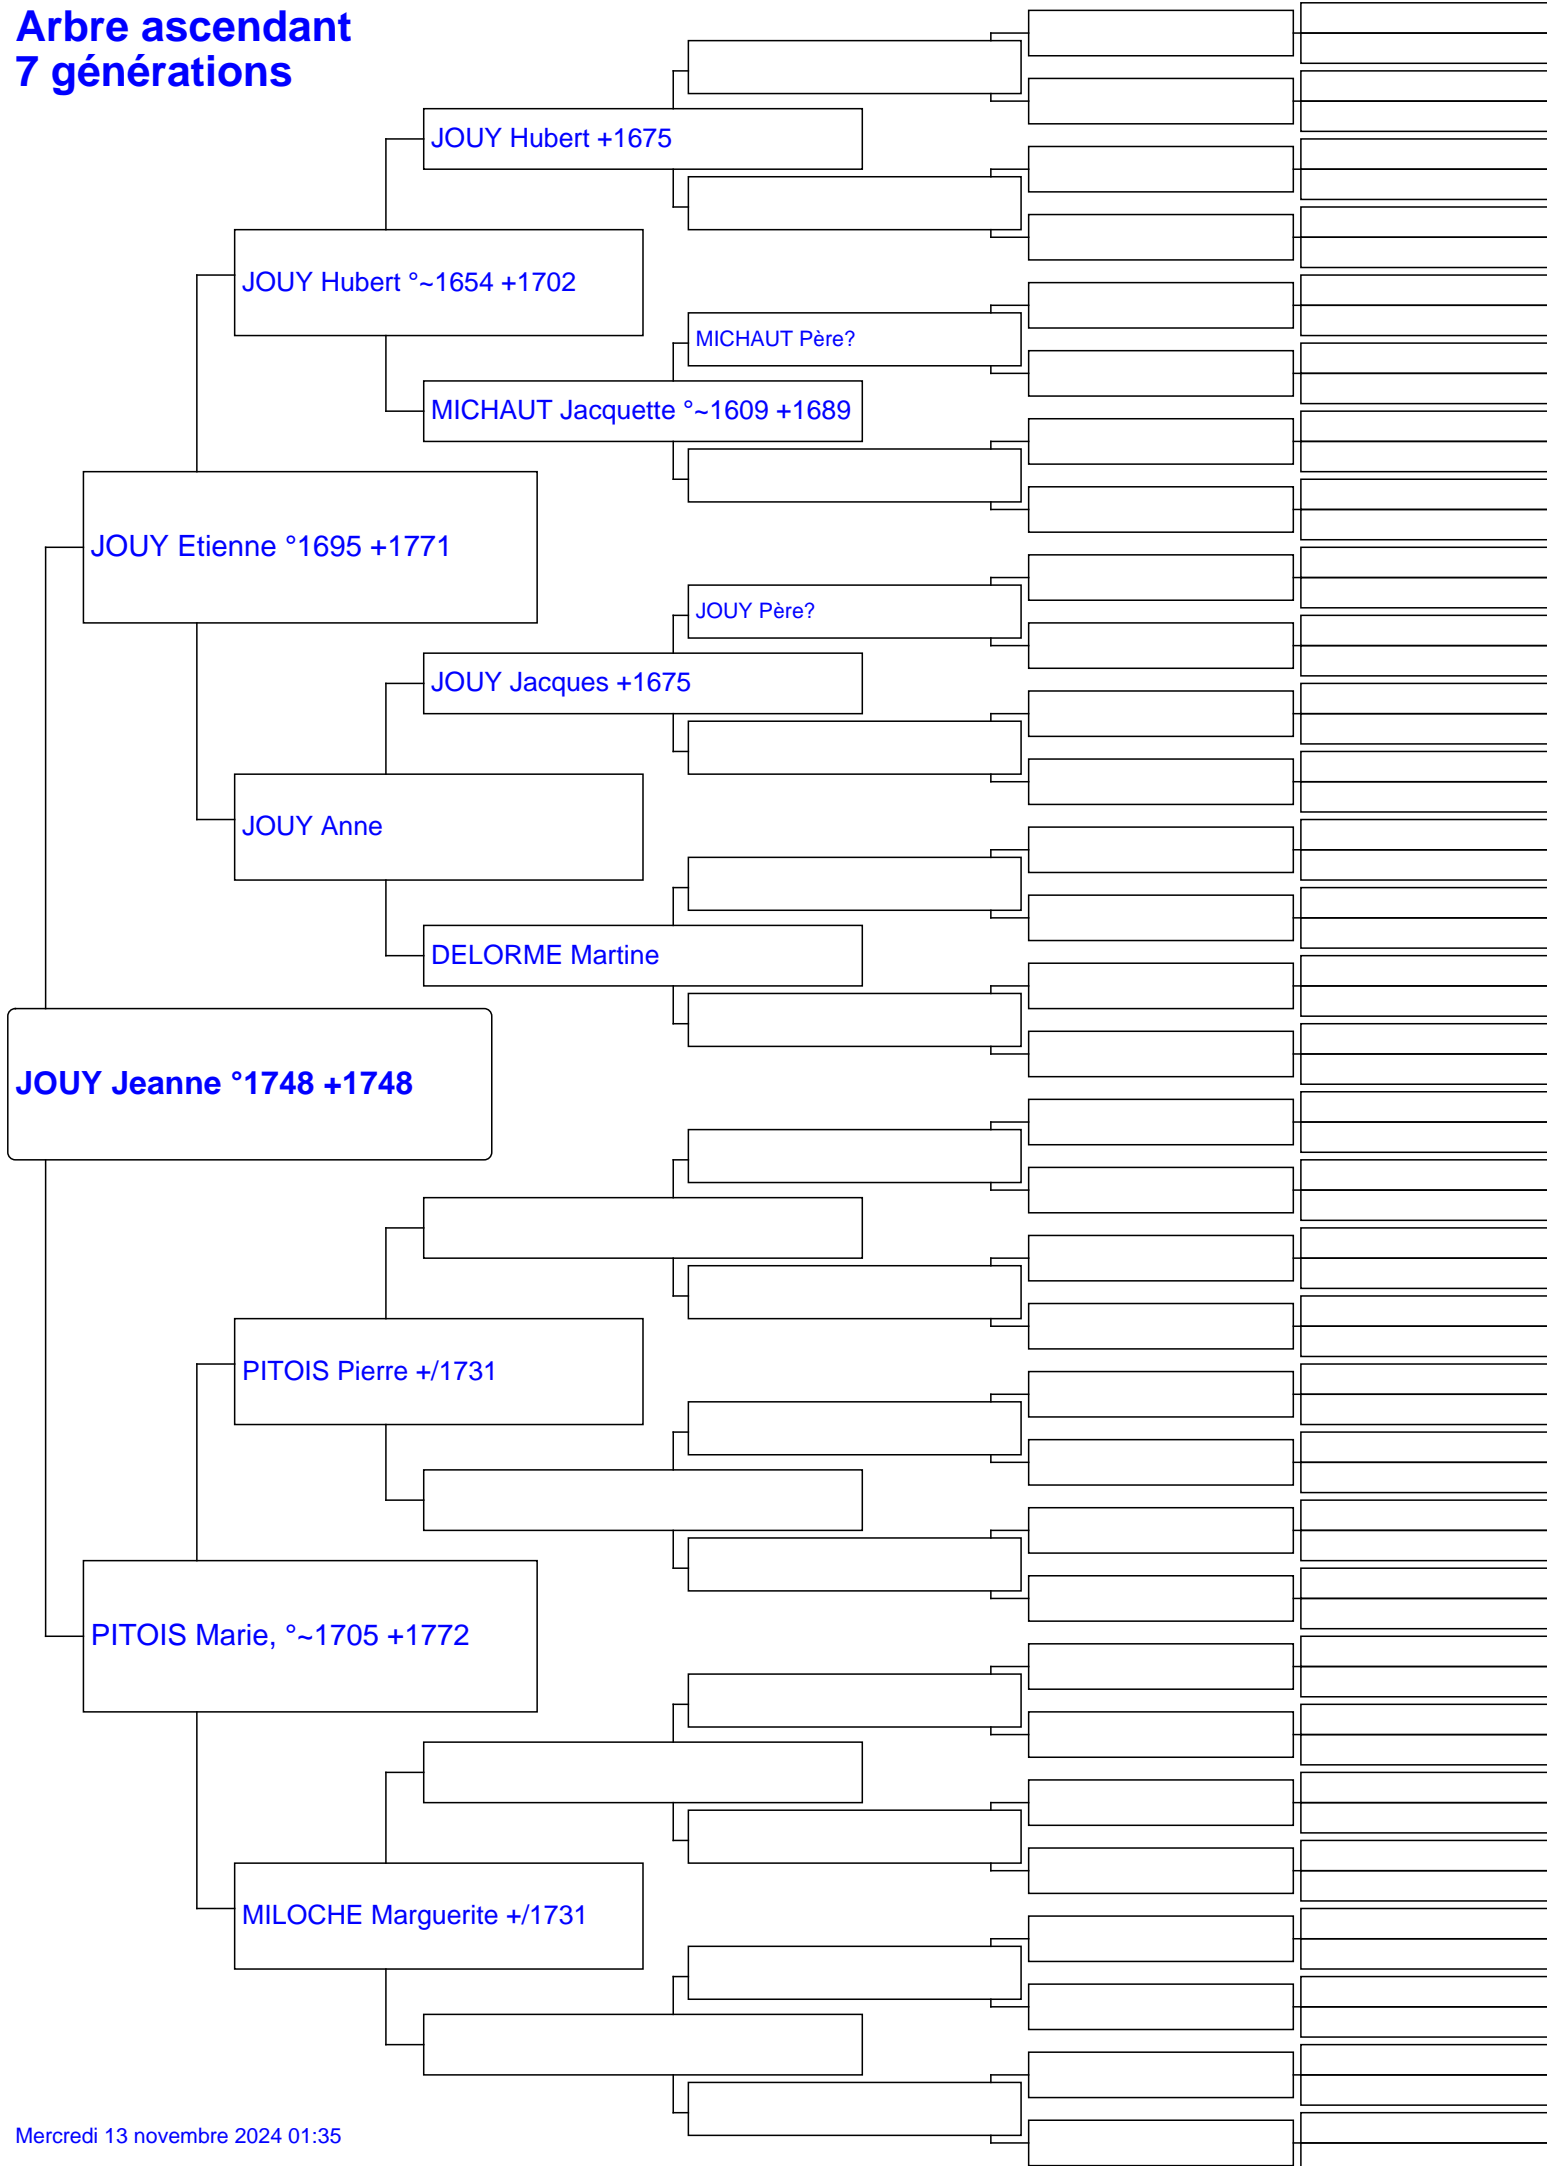 Arbre ascendant
7 générations
JOUY Hubert +1675
JOUY Hubert °~1654 +1702
MICHAUT Père?
MICHAUT Jacquette °~1609 +1689
JOUY Etienne °1695 +1771
JOUY Père?
JOUY Jacques +1675
JOUY Anne
DELORME Martine
JOUY Jeanne °1748 +1748
PITOIS Pierre +/1731
PITOIS Marie, °~1705 +1772
MILOCHE Marguerite +/1731
Mercredi 13 novembre 2024 01:35